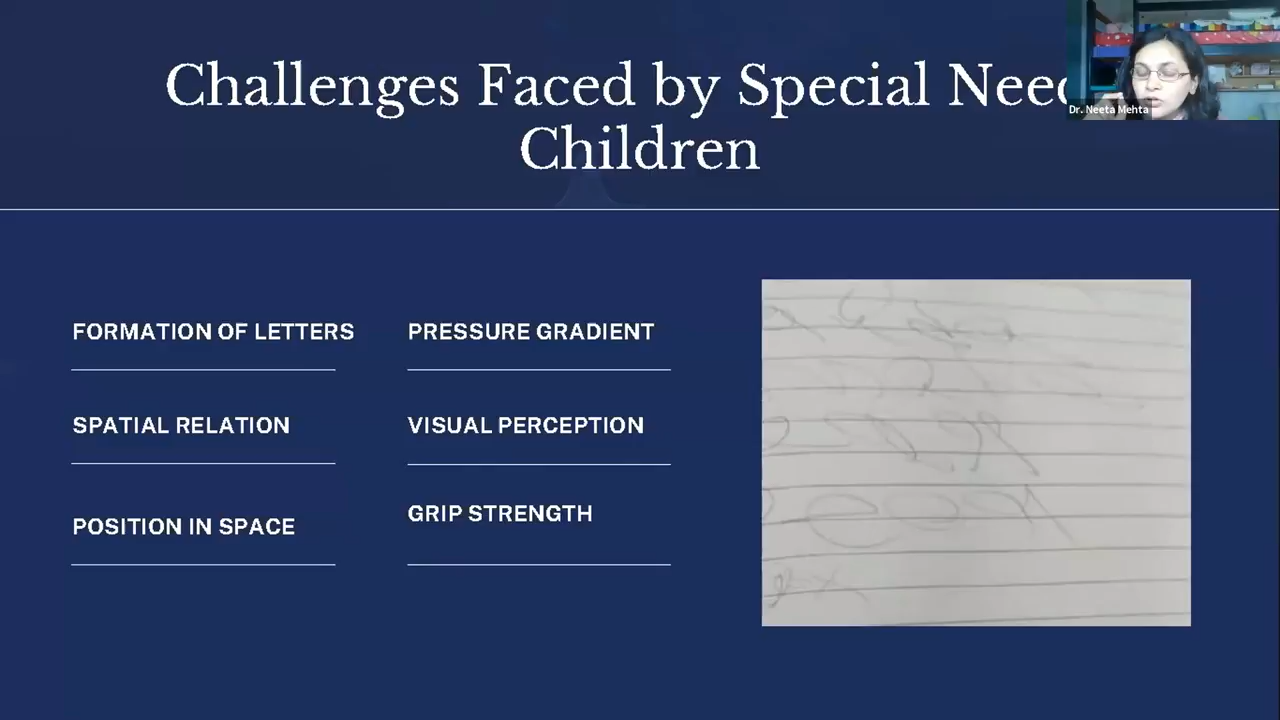 Challenges Faced by Special Need
Children
Dr. Neeta Mehta
FORMATION OF LETTERS
SPATIAL RELATION
POSITION IN SPACE
PRESSURE GRADIENT
VISUAL PERCEPTION
GRIP STRENGTH